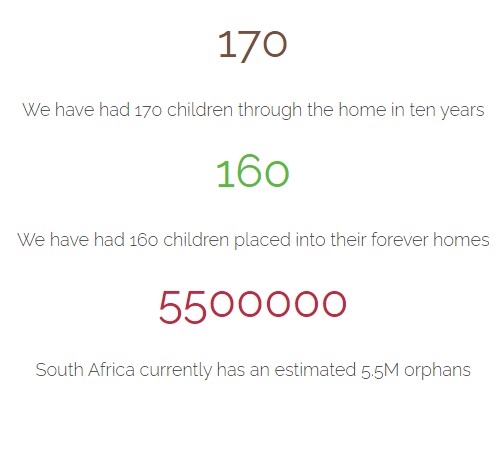 170
We have had 170 children through the home in ten years
160
We have had 160 children placed into their forever homes
5500000
South Africa currently has an estimated 5.5M orphans